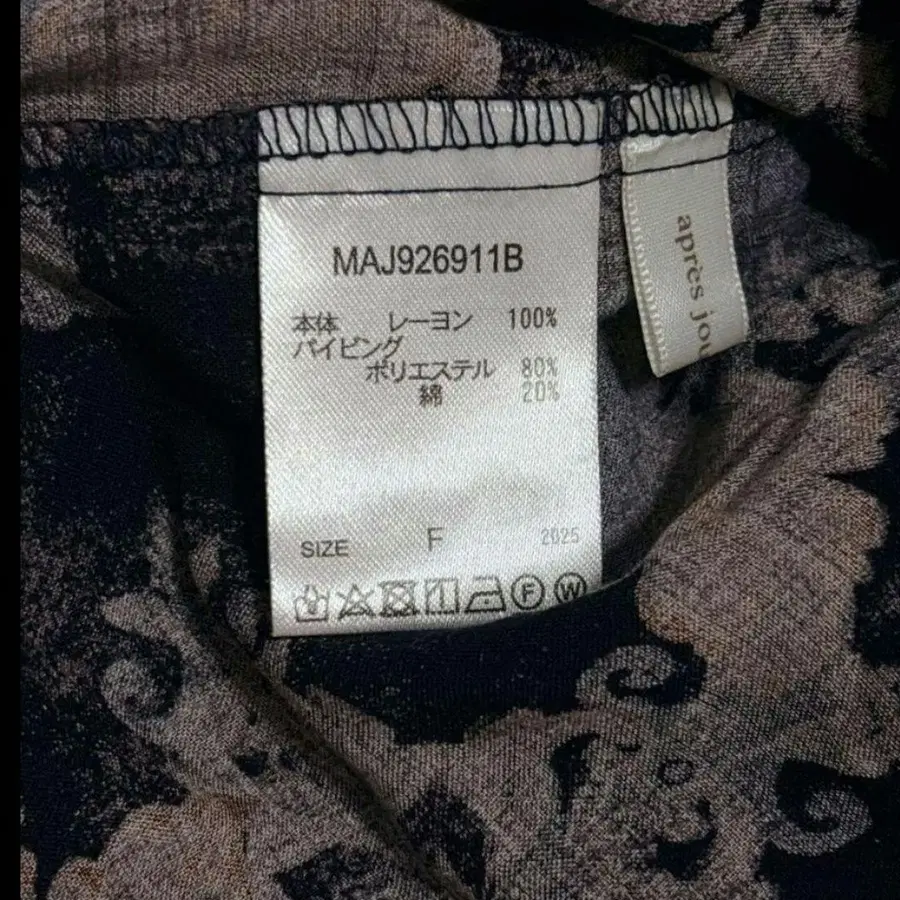 MAJ926911B
本体 レーヨン 100%
パイピング
ポリエステル 80%
綿 20%
SIZE F 2025
F W
après jou